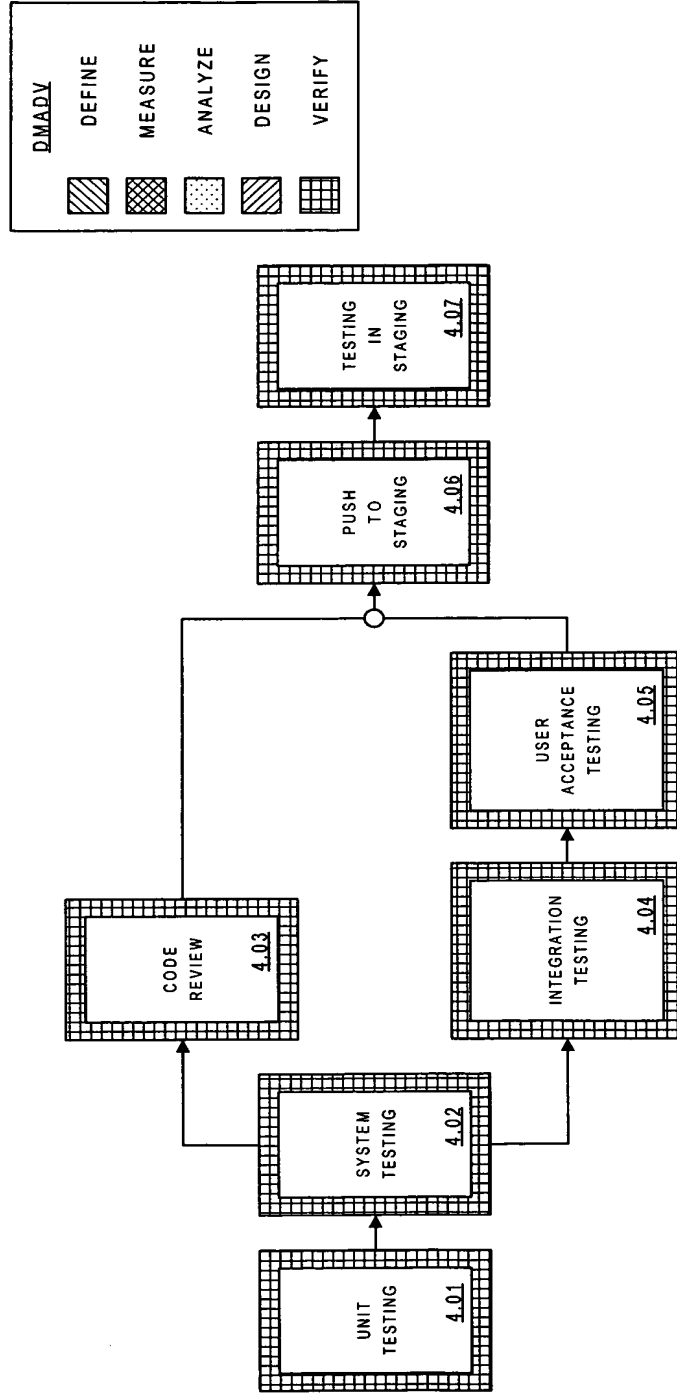 DMADV
DEFINE
MEASURE
ANALYZE
DESIGN
VERIFY
UNIT
TESTING
4.01
SYSTEM
TESTING
4.02
CODE
REVIEW
4.03
INTEGRATION
TESTING
4.04
USER
ACCEPTANCE
TESTING
4.05
PUSH
TO
STAGING
4.06
TESTING
IN
STAGING
4.07